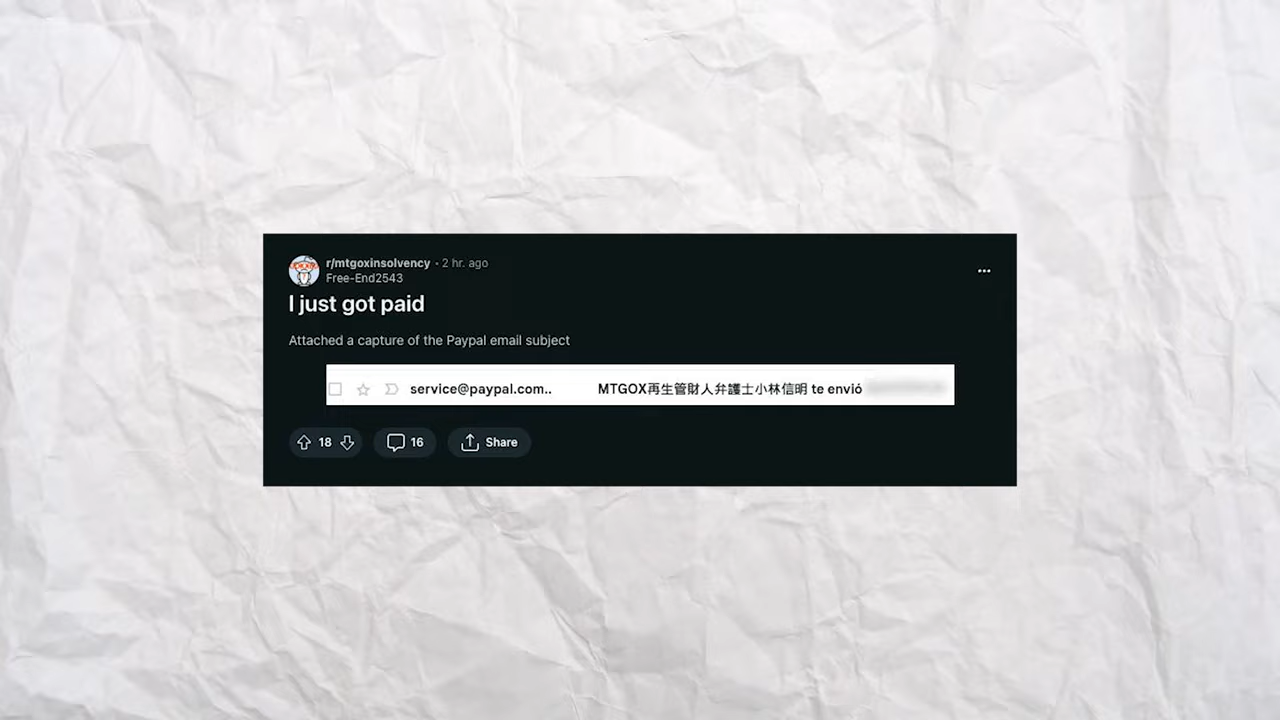 r/mtgoxinsolvency • 2 hr. ago
Free-End2543
I just got paid
Attached a capture of the Paypal email subject
service@paypal.com.. MTGOX再生管財人弁護士小林信明 te envió
18 16 Share